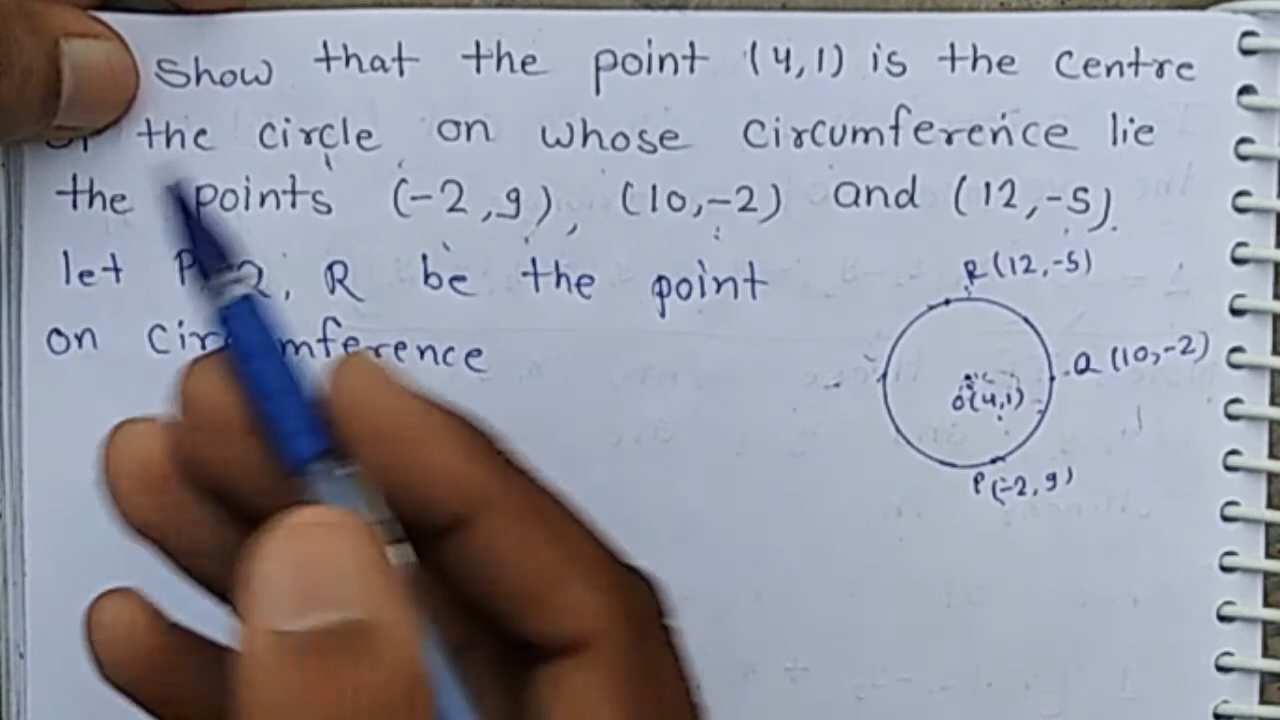 Show that the point (4,1) is the centre
the circle on whose circumference lie
the points (-2,9), (10,-2) and (12,-5)
let P, Q, R be the point
on circumference
R(12,-5)
Q(10,-2)
O(4,1)
P(-2,9)